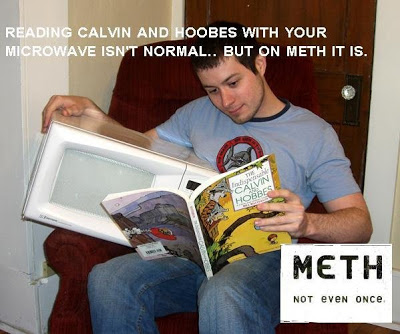 READING CALVIN AND HOOBES WITH YOUR
MICROWAVE ISN'T NORMAL.. BUT ON METH IT IS.
THE
Indispensable
CALVIN
AND
HOBBES
METH
NOT EVEN ONCE.